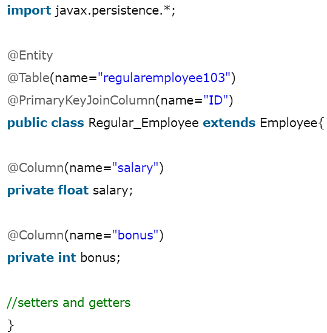 import javax.persistence.*;
@Entity
@Table(name="regularemployee103")
@PrimaryKeyJoinColumn(name="ID")
public class Regular_Employee extends Employee{
@Column(name="salary")
private float salary;
@Column(name="bonus")
private int bonus;
//setters and getters
}